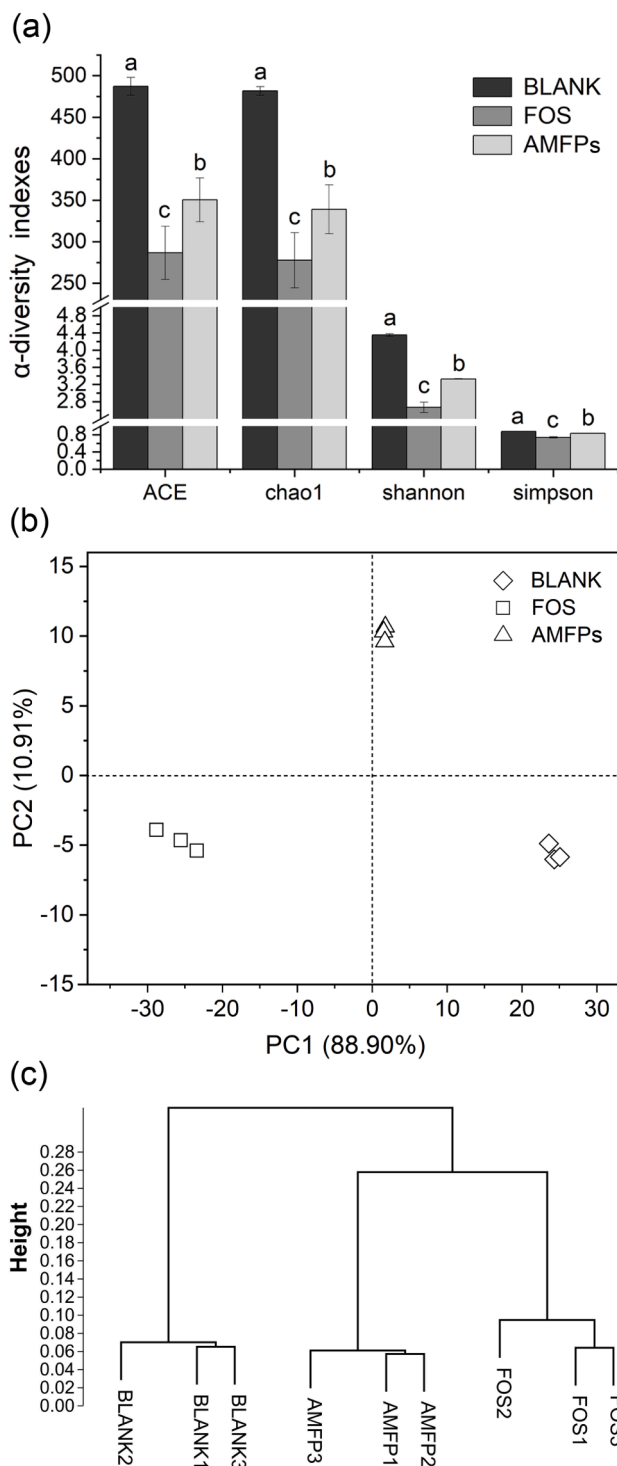 (a)
500
450
400
350
300
250
4.8
4.4
4.0
3.6
3.2
2.8
0.8
0.4
0.0
α-diversity indexes
a
c
b
a
c
b
a
c
b
a
c
b
BLANK
FOS
AMFPs
ACE
chao1
shannon
simpson
(b)
15
10
5
0
-5
-10
-15
PC2 (10.91%)
BLANK
FOS
AMFPs
-30
-20
-10
0
10
20
30
PC1 (88.90%)
(c)
0.28
0.26
0.24
0.22
0.20
0.18
0.16
0.14
0.12
0.10
0.08
0.06
0.04
0.02
0.00
Height
BLANK2
BLANK1
BLANK3
AMFP3
AMFP1
AMFP2
FOS2
FOS1
FOS3